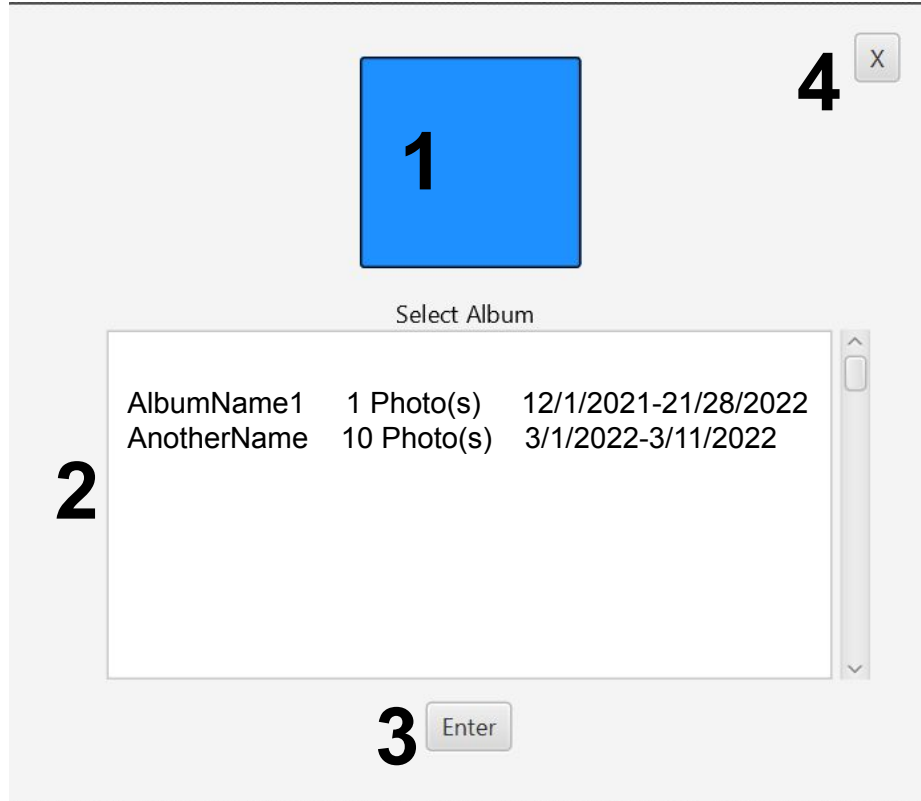 4
X
1
Select Album
AlbumName1 1 Photo(s) 12/1/2021-21/28/2022
AnotherName 10 Photo(s) 3/1/2022-3/11/2022
2
3
Enter